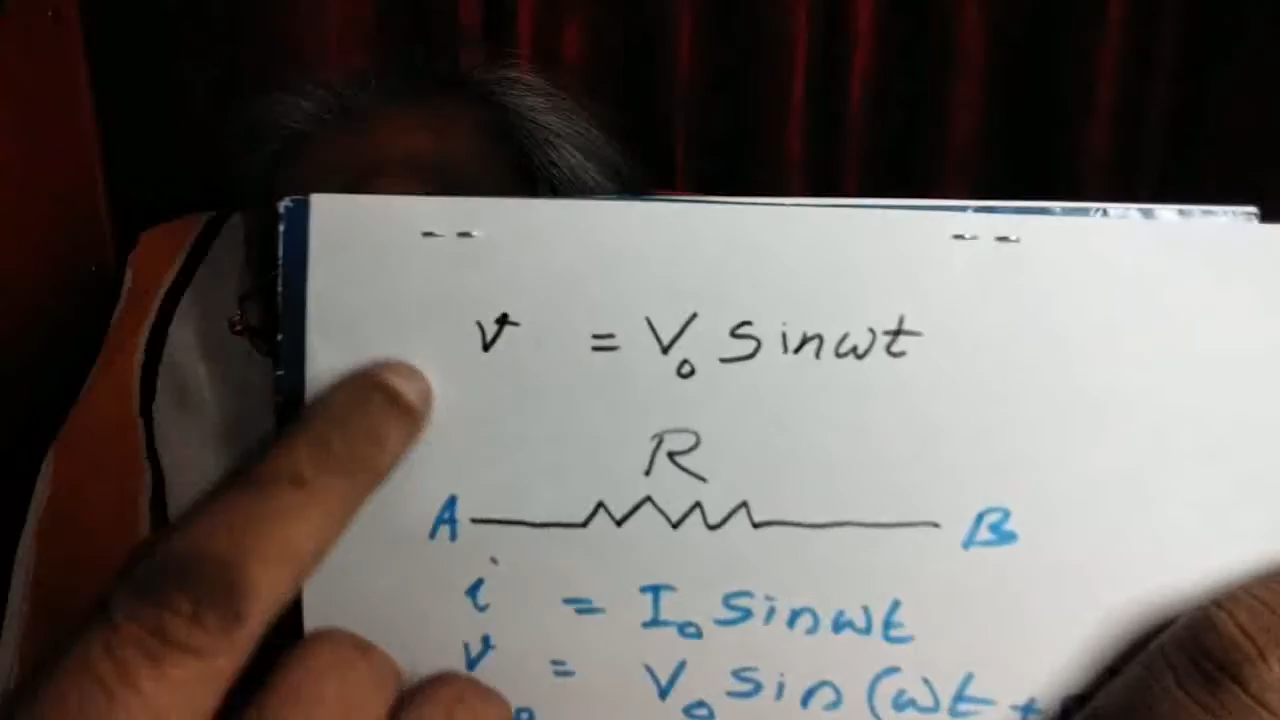 v = V₀ sinωt
R
A B
i = I₀ sinωt
v = V₀ sin(ωt +